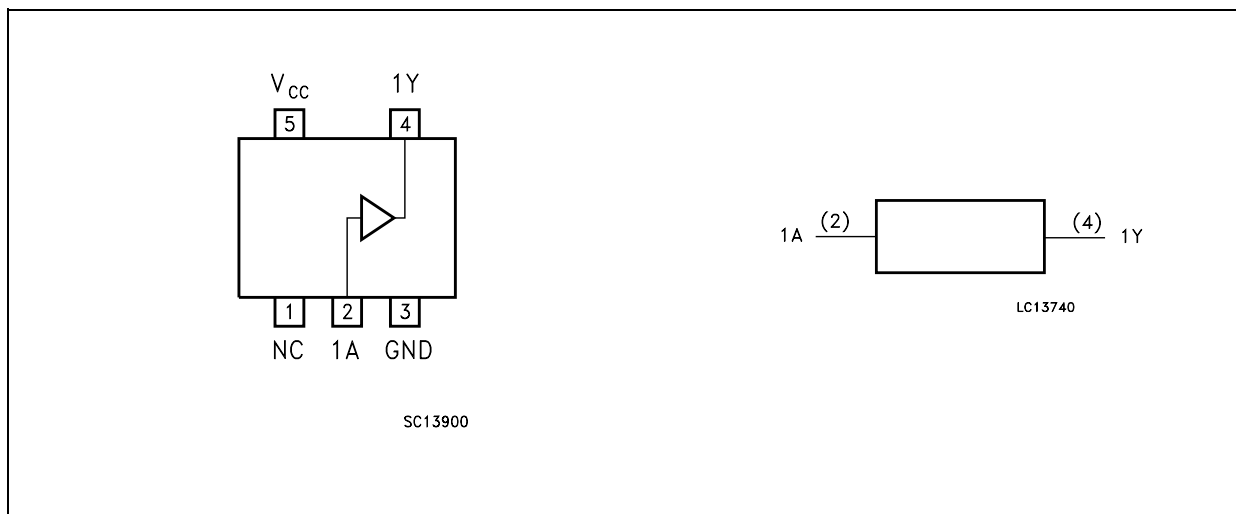 VCC 1Y
5 4
1 2 3
NC 1A GND
SC13900
1A (2) (4) 1Y
LC13740